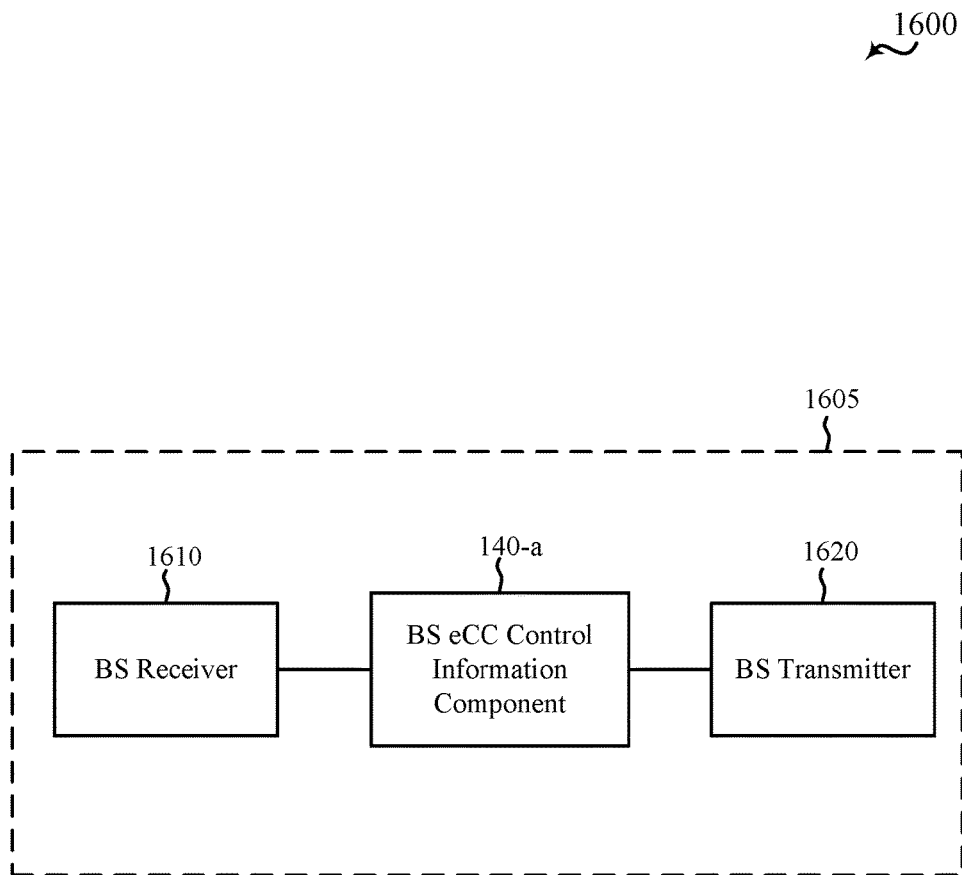 1600
1605
1610
140-a
1620
BS Receiver
BS eCC Control
Information
Component
BS Transmitter